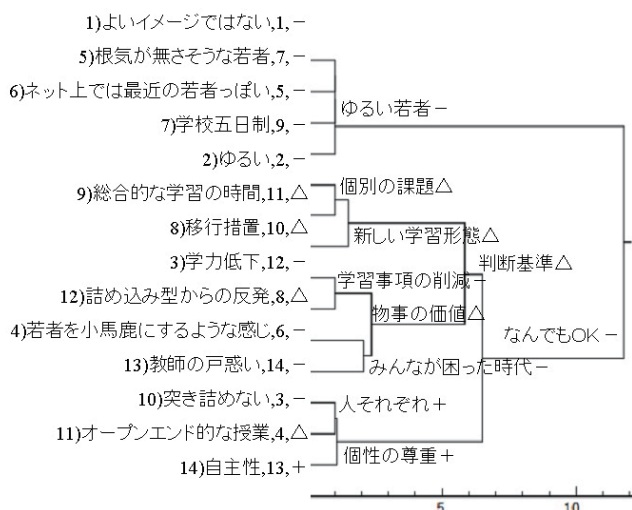 1)よいイメージではない,1,－
5)根気が無さそうな若者,7,－
6)ネット上では最近の若者っぽい,5,－
ゆるい若者－
7)学校五日制,9,－
2)ゆるい,2,－
9)総合的な学習の時間,11,△
個別の課題△
8)移行措置,10,△
新しい学習形態△
3)学力低下,12,－
判断基準△
学習事項の削減－
12)詰め込み型からの反発,8,△
物事の価値△
4)若者を小馬鹿にするような感じ,6,－
なんでもOK－
13)教師の戸惑い,14,－
みんなが困った時代－
10)突き詰めない,3,－
人それぞれ＋
11)オープンエンド的な授業,4,△
個性の尊重＋
14)自主性,13,＋
5 10